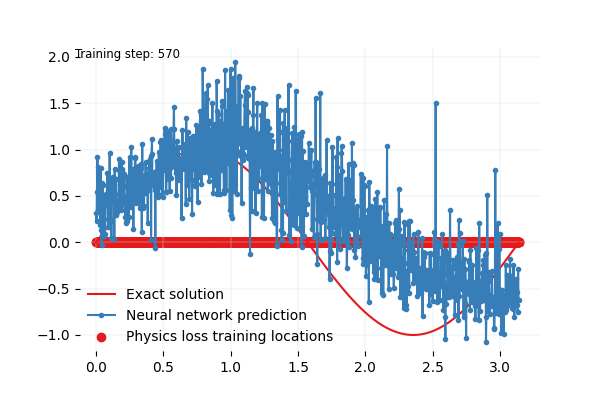 Training step: 570
2.0
1.5
1.0
0.5
0.0
−0.5
−1.0
Exact solution
Neural network prediction
Physics loss training locations
0.0 0.5 1.0 1.5 2.0 2.5 3.0